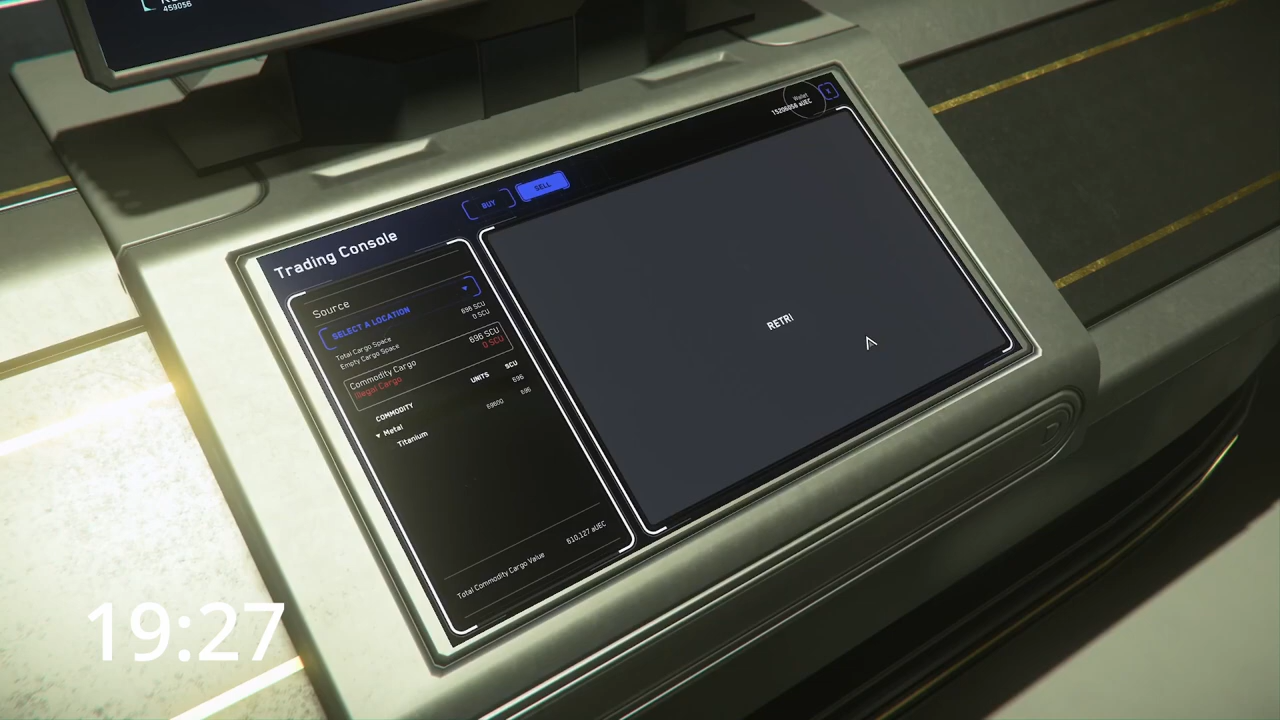 459056
Wallet
15206056 aUEC
X
BUY
SELL
Trading Console
Source
SELECT A LOCATION
Total Cargo Space 696 SCU
Empty Cargo Space 0 SCU
Commodity Cargo 696 SCU
Illegal Cargo 0 SCU
COMMODITY UNITS SCU
Metal 696
Titanium 69600 696
Total Commodity Cargo Value 610,127 aUEC
RETRI
19:27